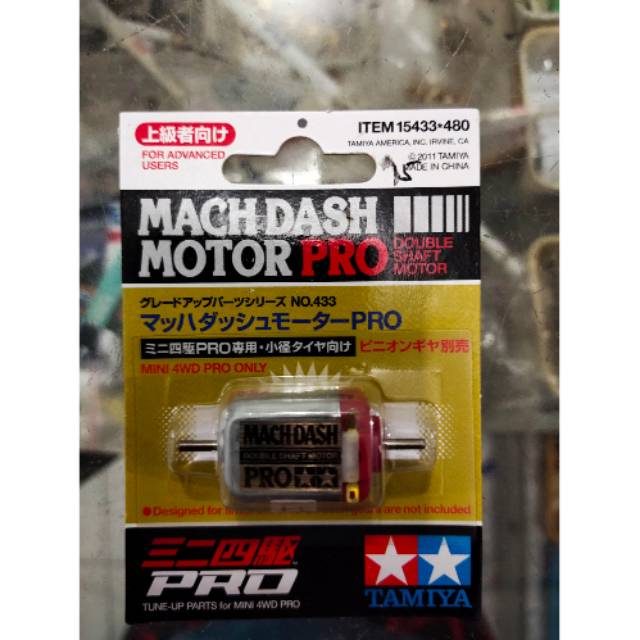 上級者向け
FOR ADVANCED
USERS
ITEM 15433*480
TAMIYA AMERICA, INC. IRVINE, CA
© 2011 TAMIYA
MADE IN CHINA
MACH DASH
MOTOR PRO
DOUBLE
SHAFT
MOTOR
グレードアップパーツシリーズ NO.433
マッハダッシュモーターPRO
ミニ四駆PRO専用・小径タイヤ向け ピニオンギヤ別売
MINI 4WD PRO ONLY
MACH DASH
DOUBLE SHAFT MOTOR
PRO
●Designed for are not included
ミニ四駆
PRO
TUNE-UP PARTS for MINI 4WD PRO
TAMIYA